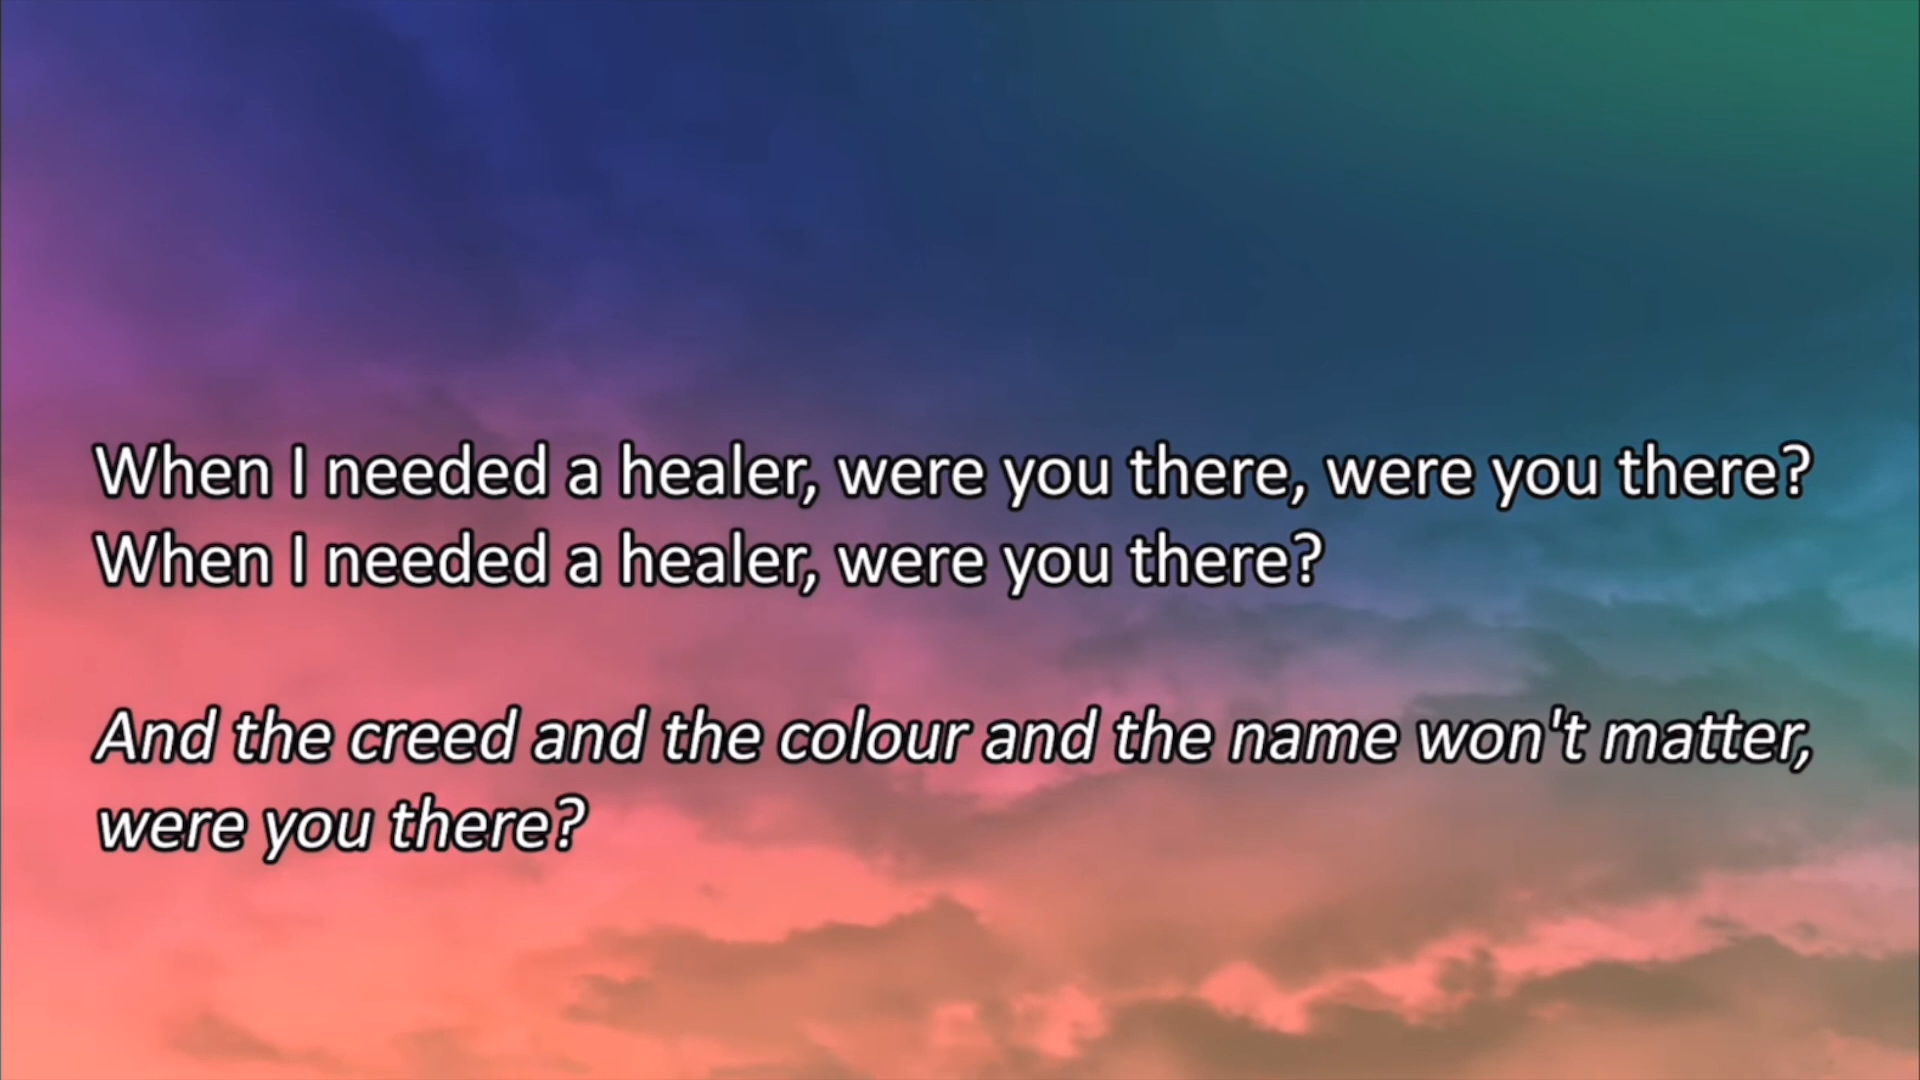 When I needed a healer, were you there, were you there?
When I needed a healer, were you there?
And the creed and the colour and the name won't matter,
were you there?